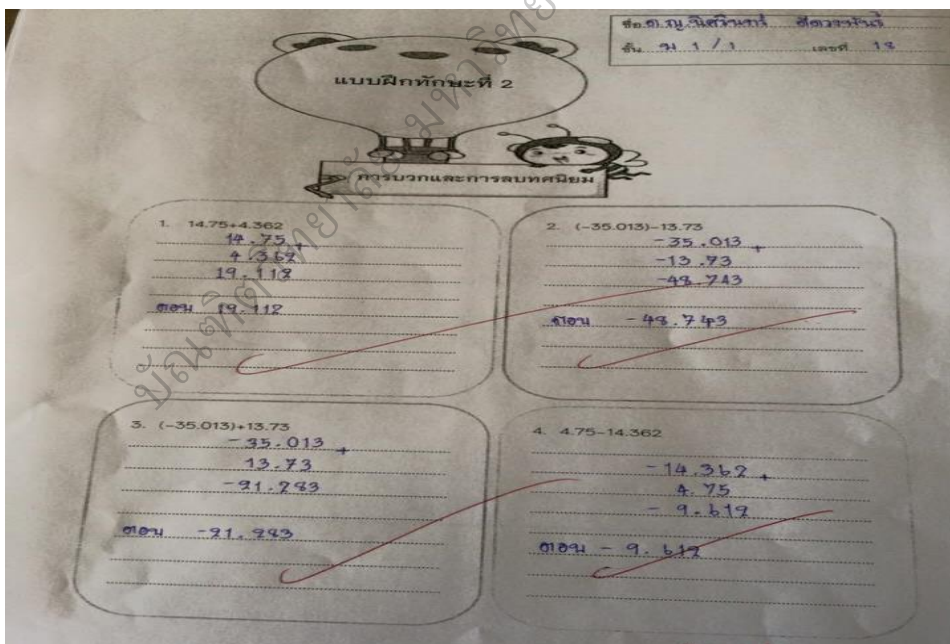 ชื่อ ด.ญ.
ชั้น ม 1 / 1 เลขที่ 18
แบบฝึกทักษะที่ 2
การบวกและการลบทศนิยม
1. 14.75+4.362
14.75 +
4.362
19.112
ตอบ 19.112
2. (-35.013)-13.73
-35.013 +
-13.73
-48.743
ตอบ -48.743
3. (-35.013)+13.73
-35.013 +
13.73
-21.283
ตอบ -21.283
4. 4.75-14.362
-14.362 +
4.75
-9.612
ตอบ -9.612